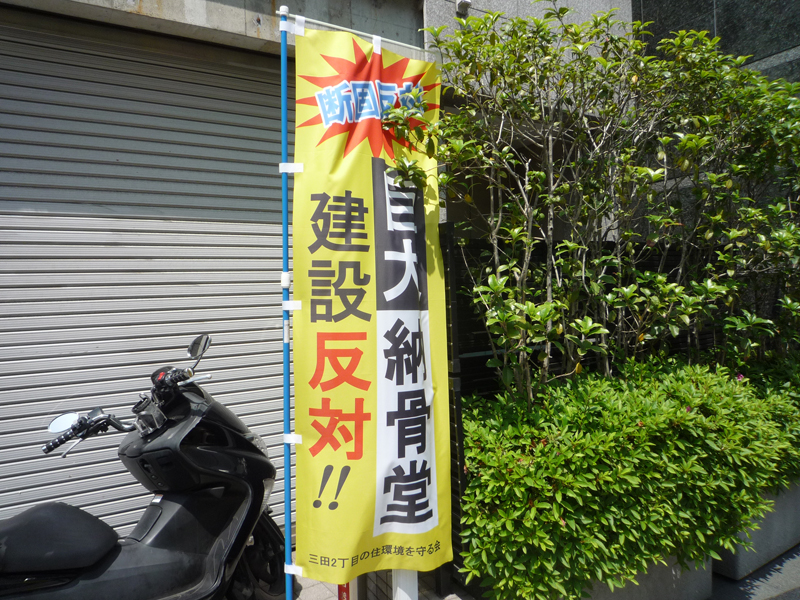 断固反対
巨大納骨堂
建設反対!!
三田2丁目の住環境を守る会